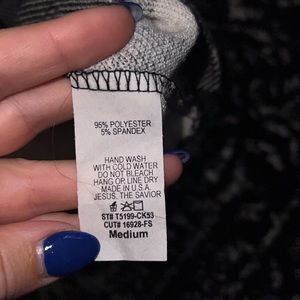 95% POLYESTER
5% SPANDEX
HAND WASH
WITH COLD WATER
DO NOT BLEACH
HANG OR LINE DRY
MADE IN U.S.A.
JESUS, THE SAVIOR
ST# T5199-CK53
CUT# 16928-FS
Medium